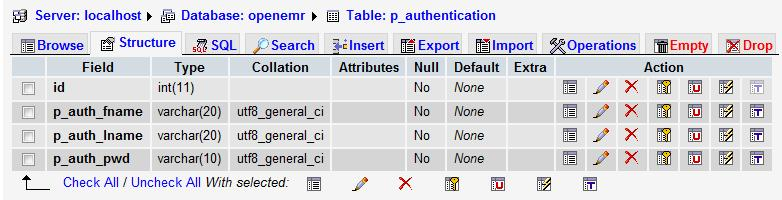 Server: localhost Database: openemr Table: p_authentication
Browse Structure SQL Search Insert Export Import Operations Empty Drop
Field Type Collation Attributes Null Default Extra Action
id int(11) No None
p_auth_fname varchar(20) utf8_general_ci No None
p_auth_lname varchar(20) utf8_general_ci No None
p_auth_pwd varchar(10) utf8_general_ci No None
Check All / Uncheck All With selected: